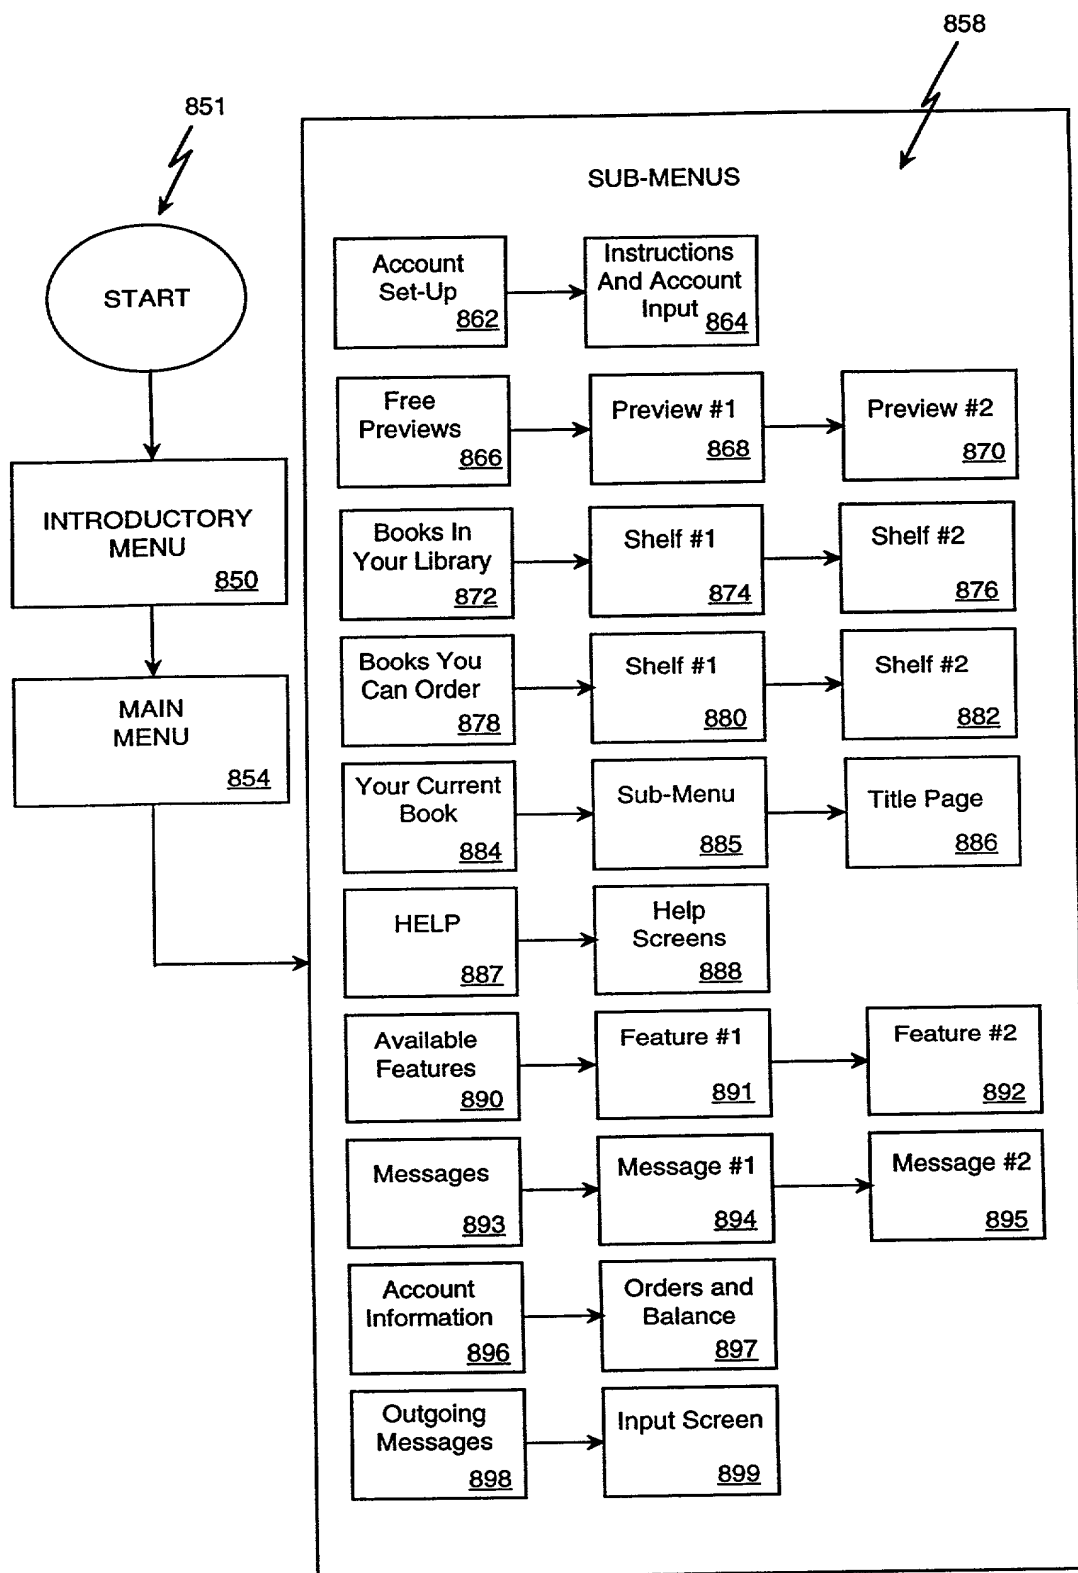 858
851
SUB-MENUS
START
INTRODUCTORY
MENU
850
MAIN
MENU
854
Account
Set-Up
862
Instructions
And Account
Input
864
Free
Previews
866
Preview #1
868
Preview #2
870
Books In
Your Library
872
Shelf #1
874
Shelf #2
876
Books You
Can Order
878
Shelf #1
880
Shelf #2
882
Your Current
Book
884
Sub-Menu
885
Title Page
886
HELP
887
Help
Screens
888
Available
Features
890
Feature #1
891
Feature #2
892
Messages
893
Message #1
894
Message #2
895
Account
Information
896
Orders and
Balance
897
Outgoing
Messages
898
Input Screen
899